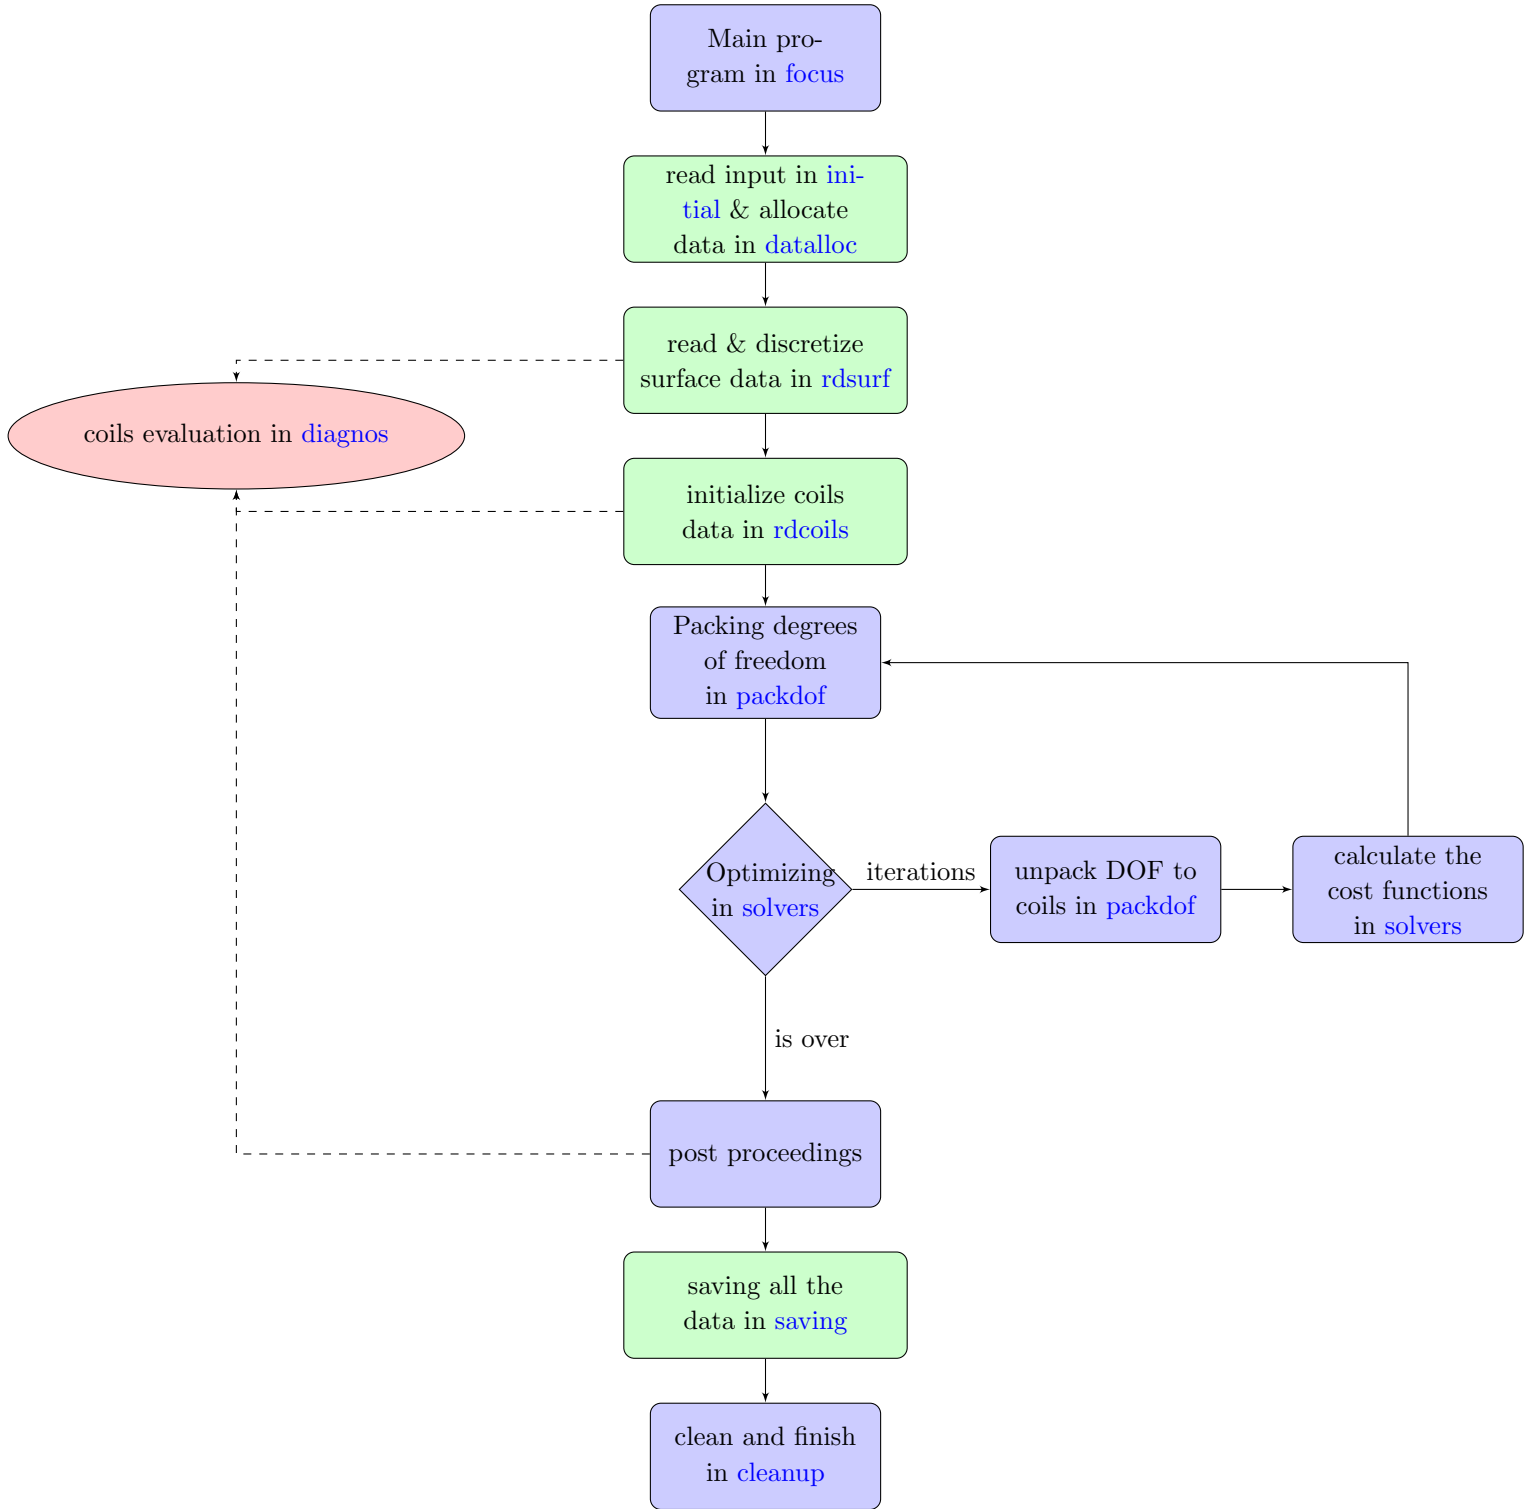 Main pro-
gram in focus
read input in ini-
tial & allocate
data in datalloc
read & discretize
surface data in rdsurf
coils evaluation in diagnos
initialize coils
data in rdcoils
Packing degrees
of freedom
in packdof
Optimizing
in solvers
iterations
unpack DOF to
coils in packdof
calculate the
cost functions
in solvers
is over
post proceedings
saving all the
data in saving
clean and finish
in cleanup